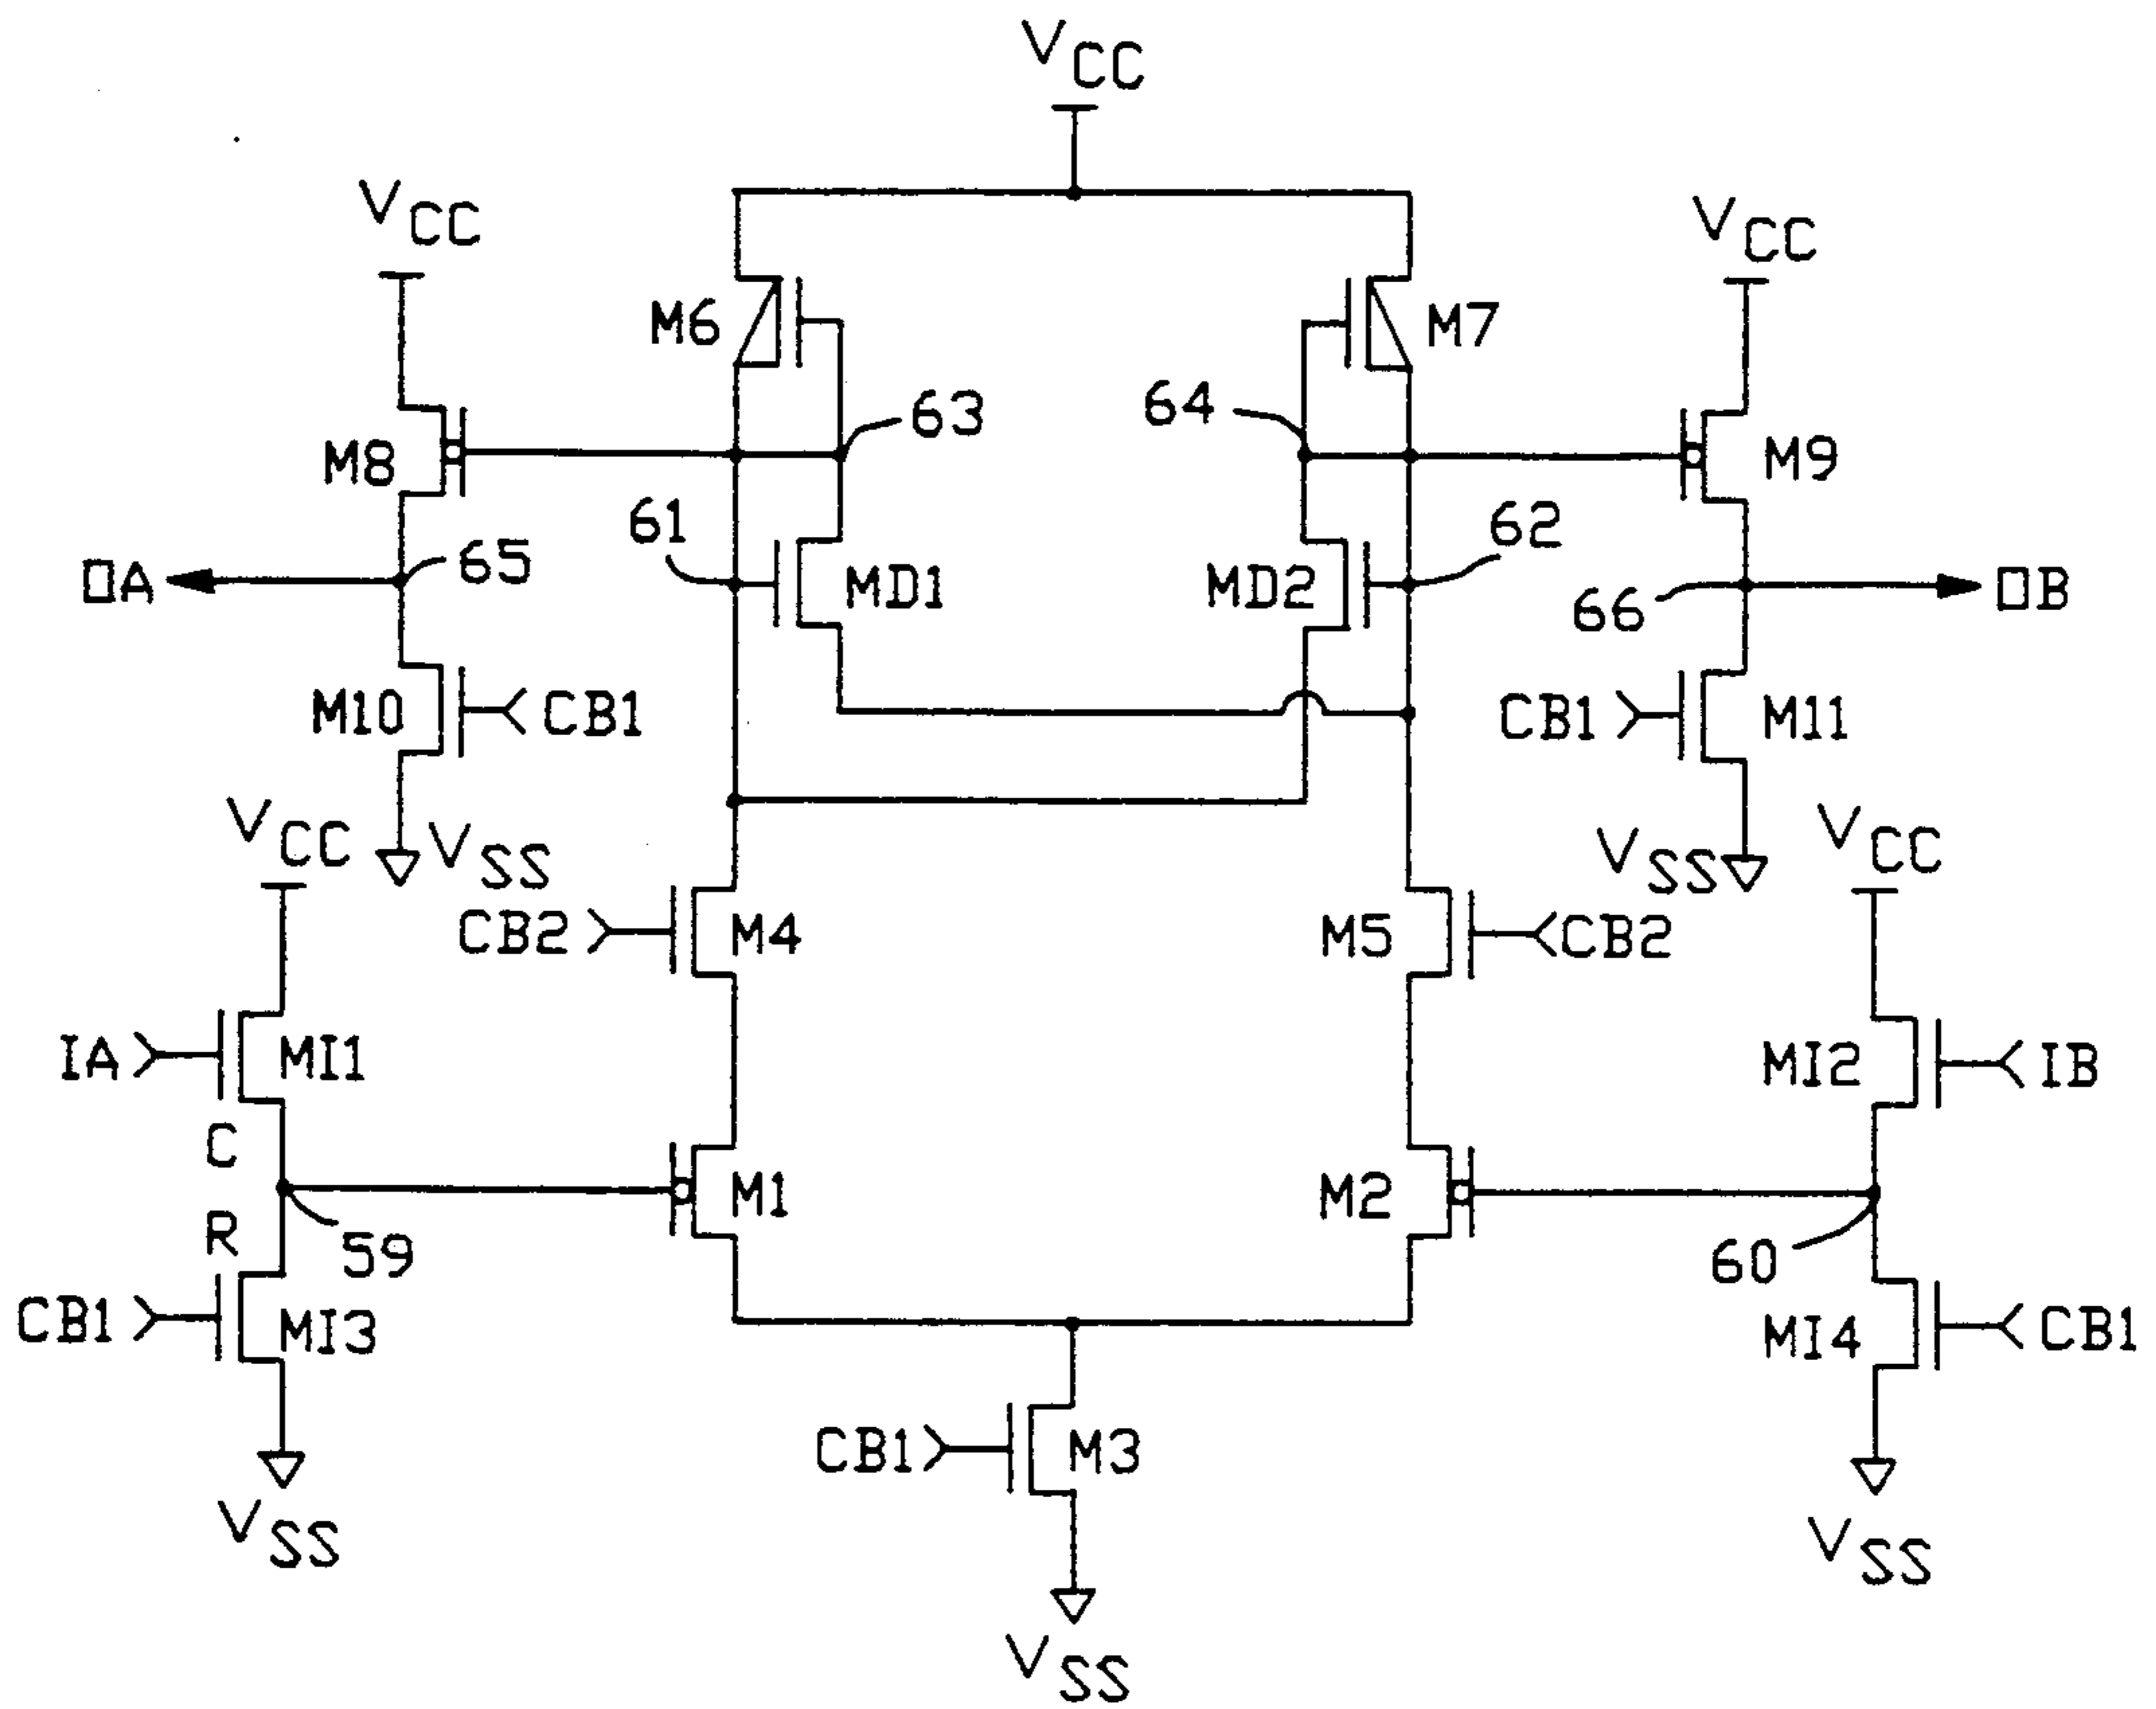 VCC
VCC
VCC
M6
M7
M8
63
64
M9
61
62
OA
65
MD1
MD2
66
OB
M10
CB1
CB1
M11
VCC
VSS
VSS
VCC
CB2
M4
M5
CB2
IA
MI1
MI2
IB
C
M1
M2
R
59
60
CB1
MI3
MI4
CB1
CB1
M3
VSS
VSS
VSS